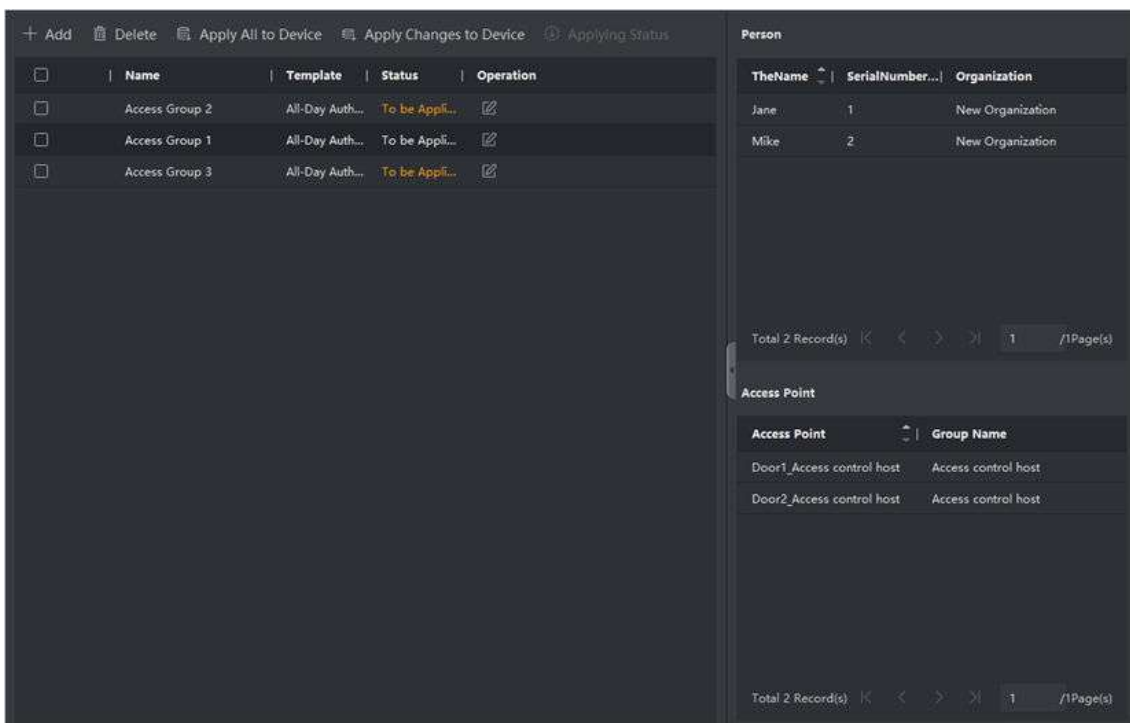 Add Delete Apply All to Device Apply Changes to Device Applying Status
Name | Template | Status | Operation
Access Group 2 All-Day Auth... To be Appli...
Access Group 1 All-Day Auth... To be Appli...
Access Group 3 All-Day Auth... To be Appli...
Person
TheName | SerialNumber...| Organization
Jane 1 New Organization
Mike 2 New Organization
Total 2 Record(s) 1 /1Page(s)
Access Point
Access Point | Group Name
Door1_Access control host Access control host
Door2_Access control host Access control host
Total 2 Record(s) 1 /1Page(s)